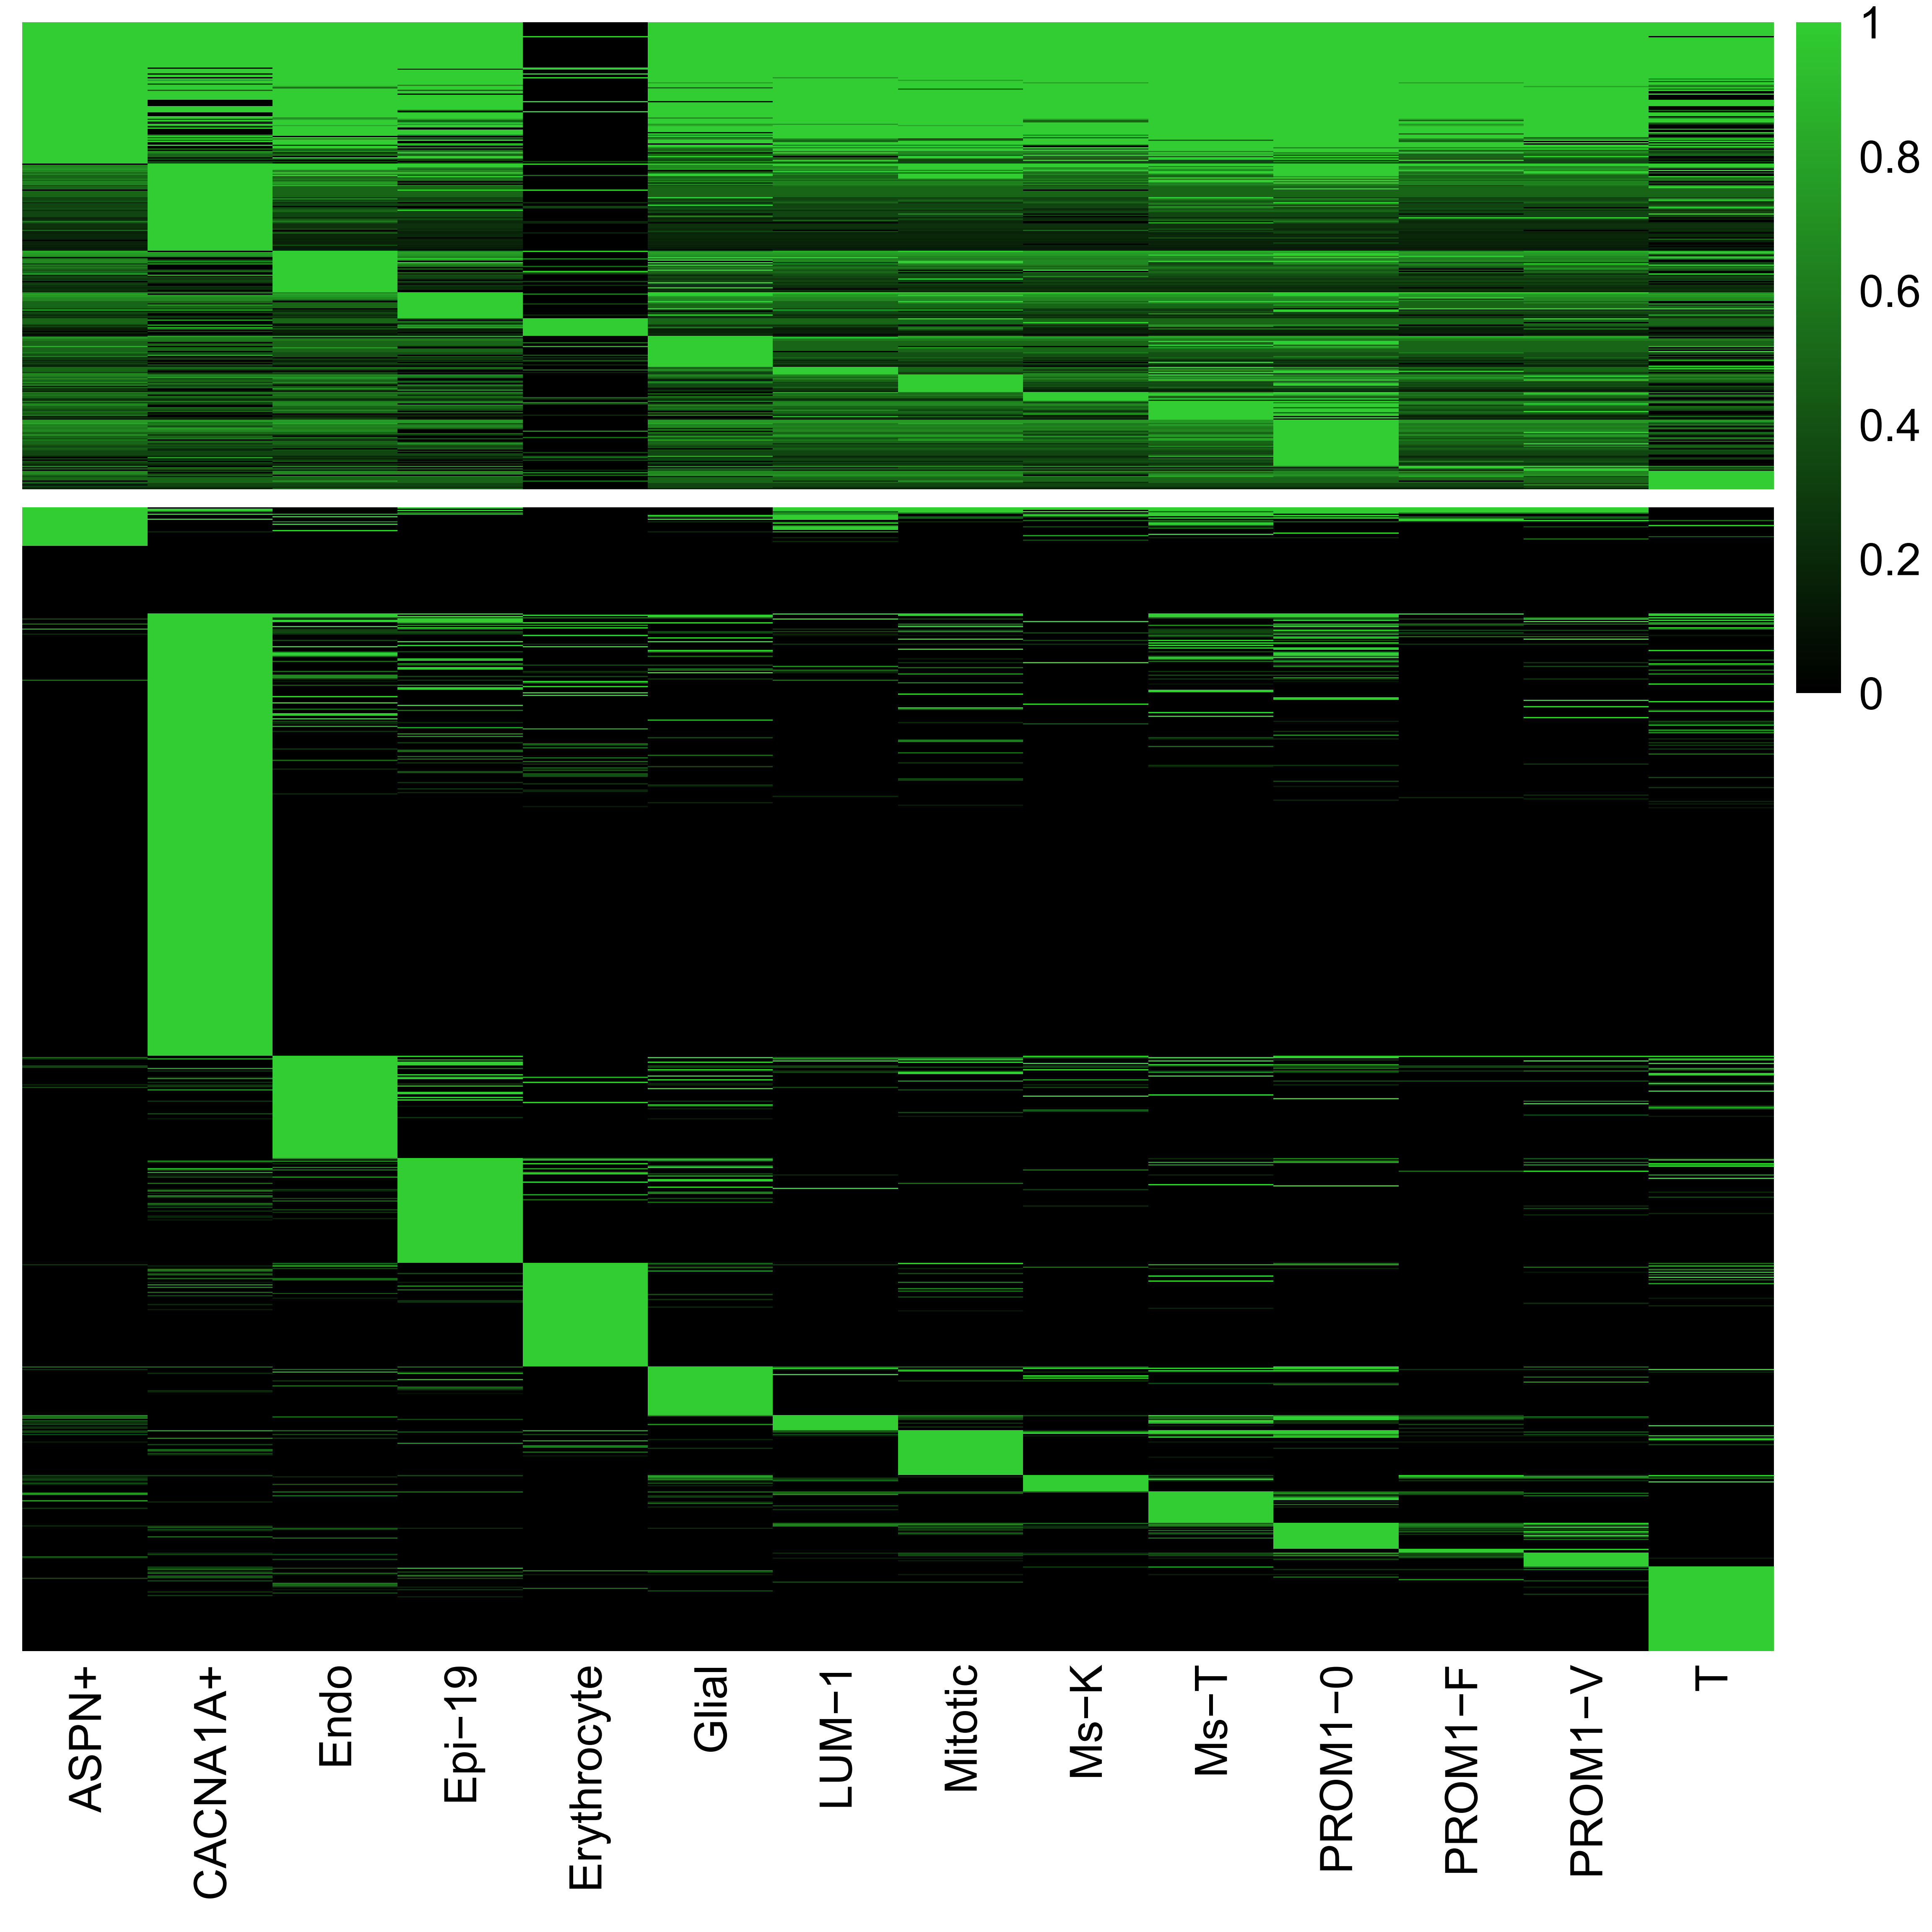 1
0.8
0.6
0.4
0.2
0
ASPN+
CACNA1A+
Endo
Epi−19
Erythrocyte
Glial
LUM−1
Mitotic
Ms−K
Ms−T
PROM1−0
PROM1−F
PROM1−V
T